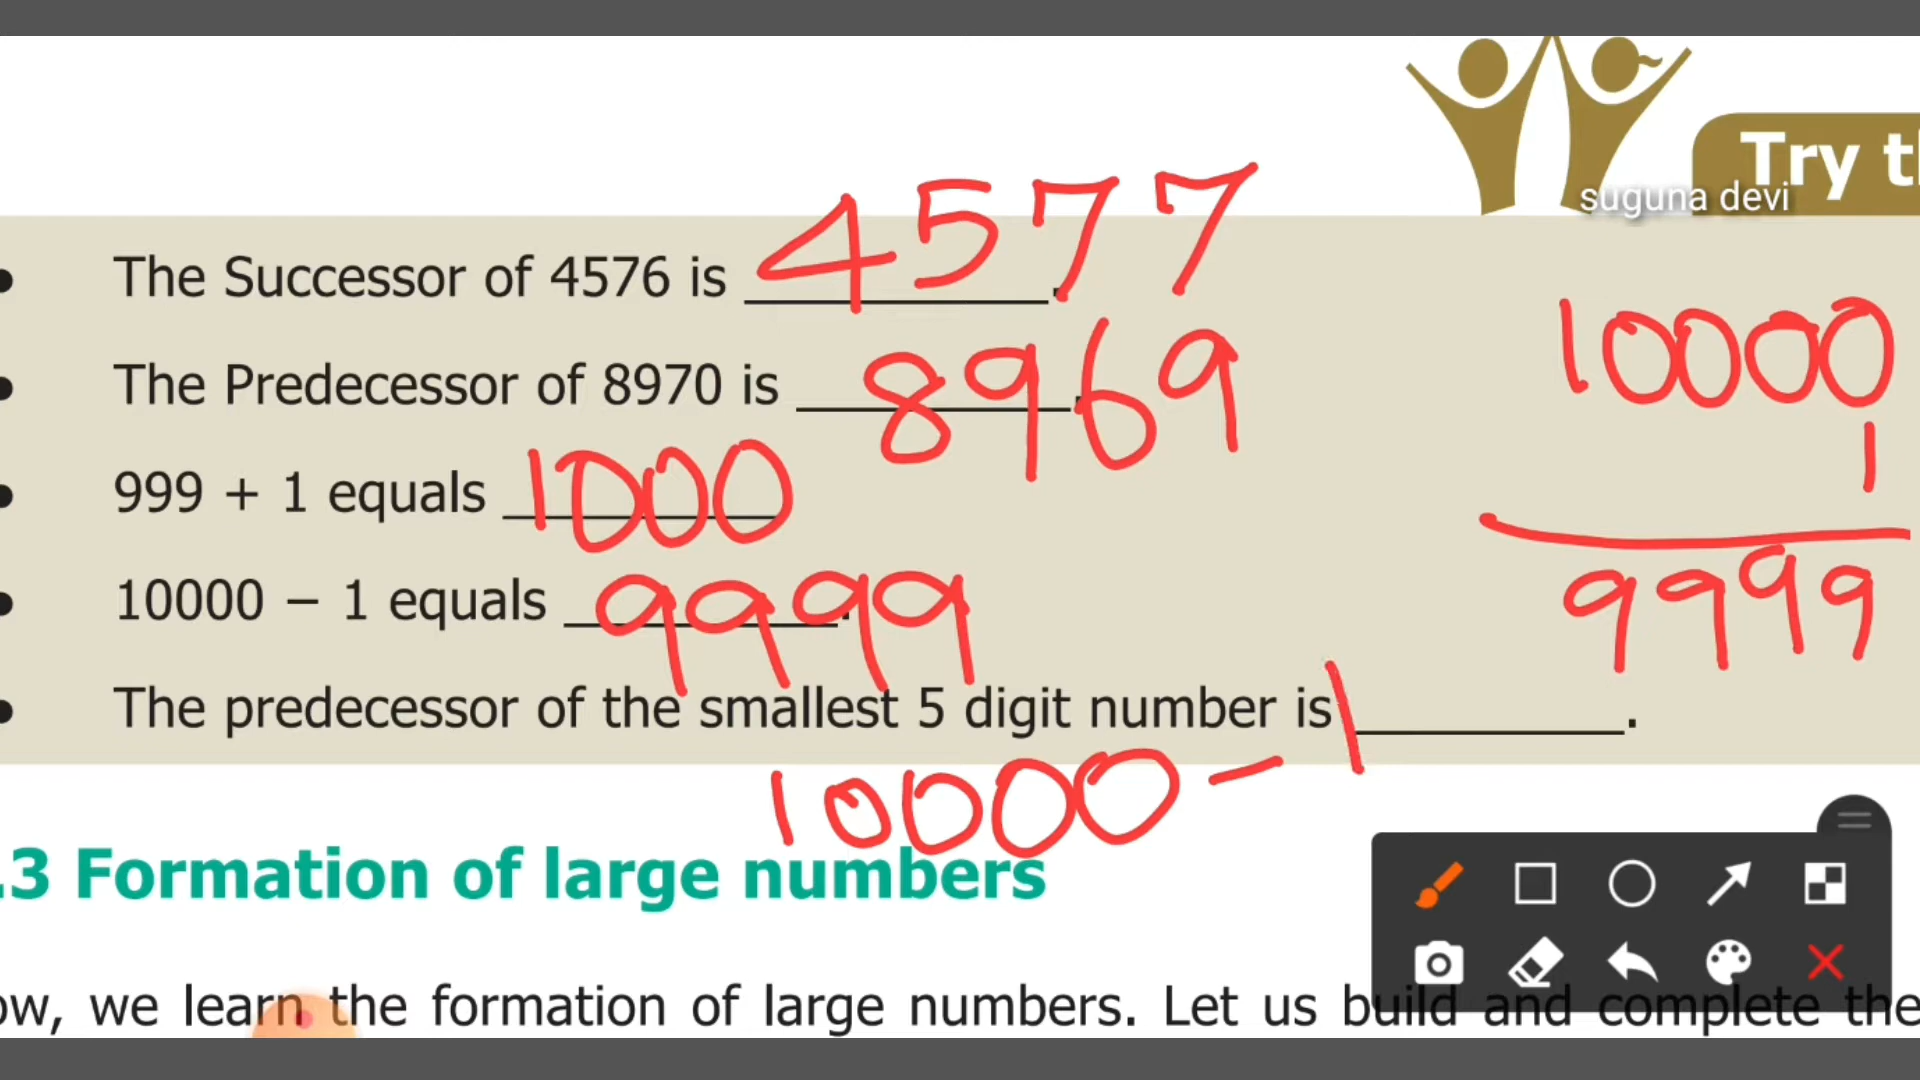 Try t
suguna devi
The Successor of 4576 is 4577.
10000
The Predecessor of 8970 is 8969.
1
999 + 1 equals 1000
9999
10000 – 1 equals 9999.
The predecessor of the smallest 5 digit number is ________.
10000 – 1
.3 Formation of large numbers
ow, we learn the formation of large numbers. Let us build and complete the